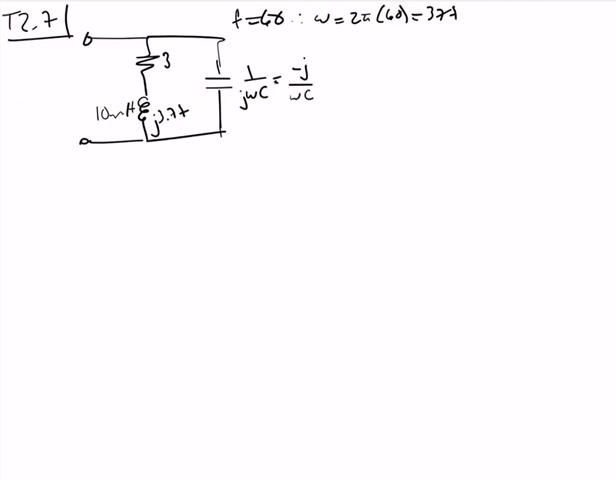 T2.71
f=60 ∴ ω = 2π(60) = 377
3
1/jωC = -j/ωC
10mH
j3.77